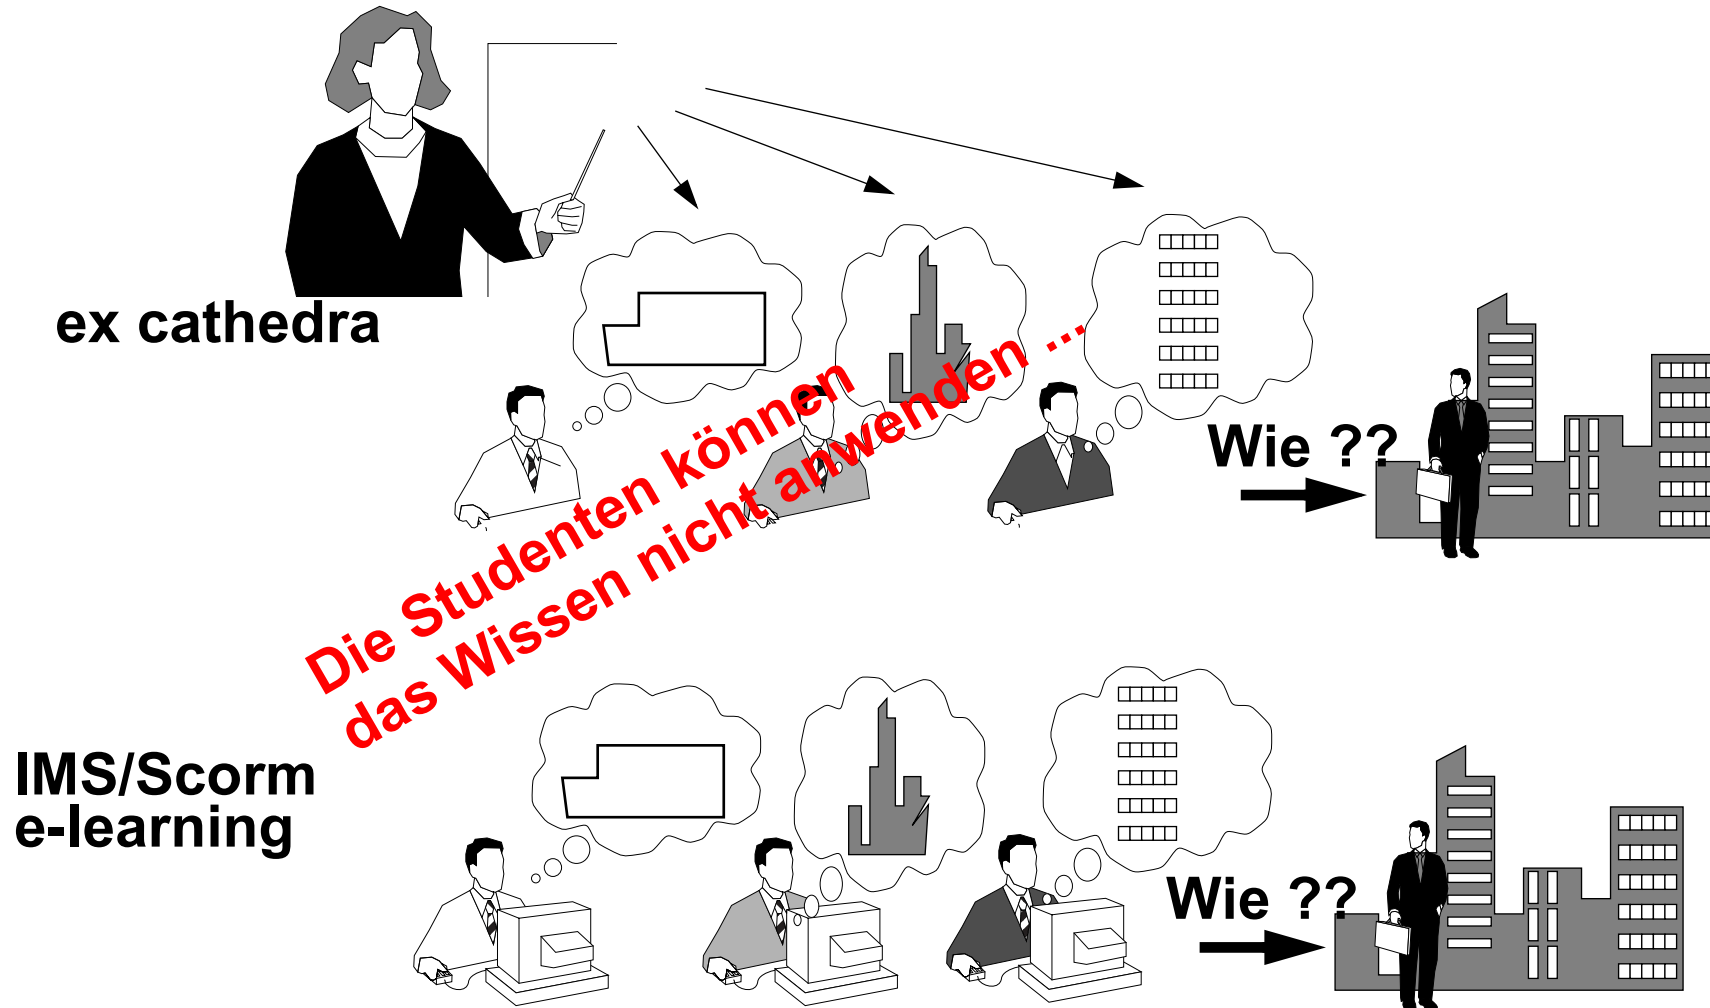 ex cathedra
Wie ??
Die Studenten können
das Wissen nicht anwenden ...
IMS/Scorm
e-learning
Wie ??